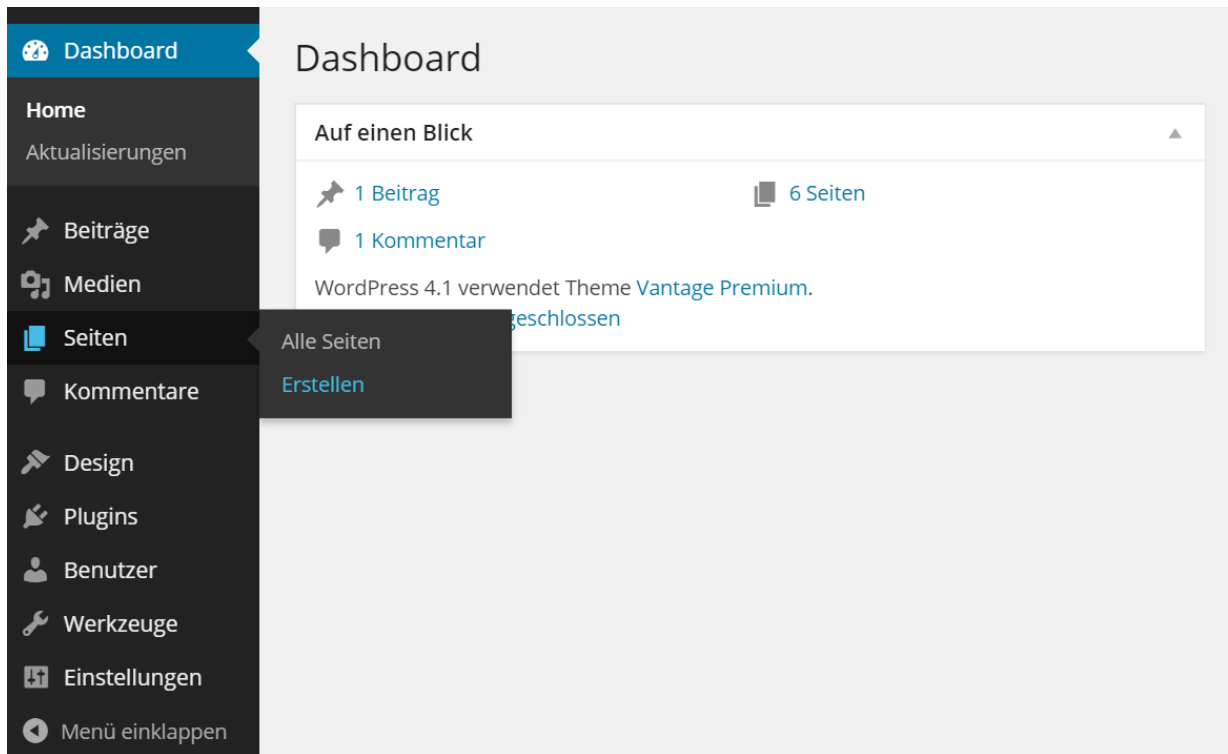 Dashboard
Home
Aktualisierungen
Beiträge
Medien
Seiten
Kommentare
Design
Plugins
Benutzer
Werkzeuge
Einstellungen
Menü einklappen
Alle Seiten
Erstellen
Dashboard
Auf einen Blick
1 Beitrag
6 Seiten
1 Kommentar
WordPress 4.1 verwendet Theme Vantage Premium.
geschlossen